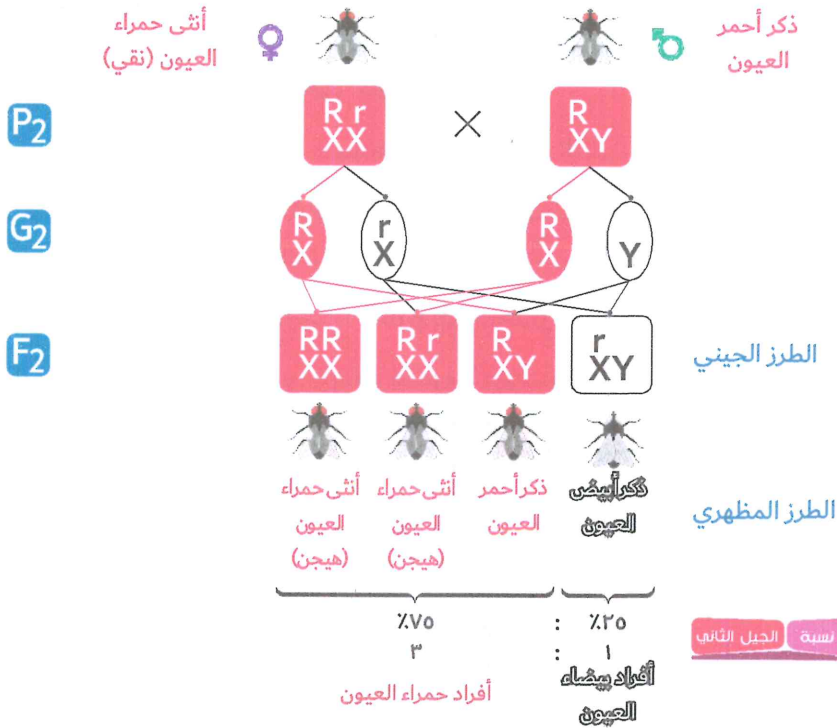 ذكر أحمر
العيون
أنثى حمراء
العيون (نقي)
P2
R r
XX
×
R
XY
G2
R
X
r
X
R
X
Y
F2
RR
XX
R r
XX
R
XY
r
XY
الطرز الجيني
أنثى حمراء
العيون
(هيجن)
أنثى حمراء
العيون
(هيجن)
ذكر أحمر
العيون
ذكر أبيض
العيون
الطرز المظهري
٪٧٥ : ٪٢٥
٣ : ١
نسبة الجيل الثاني
أفراد حمراء العيون
أفراد بيضاء
العيون